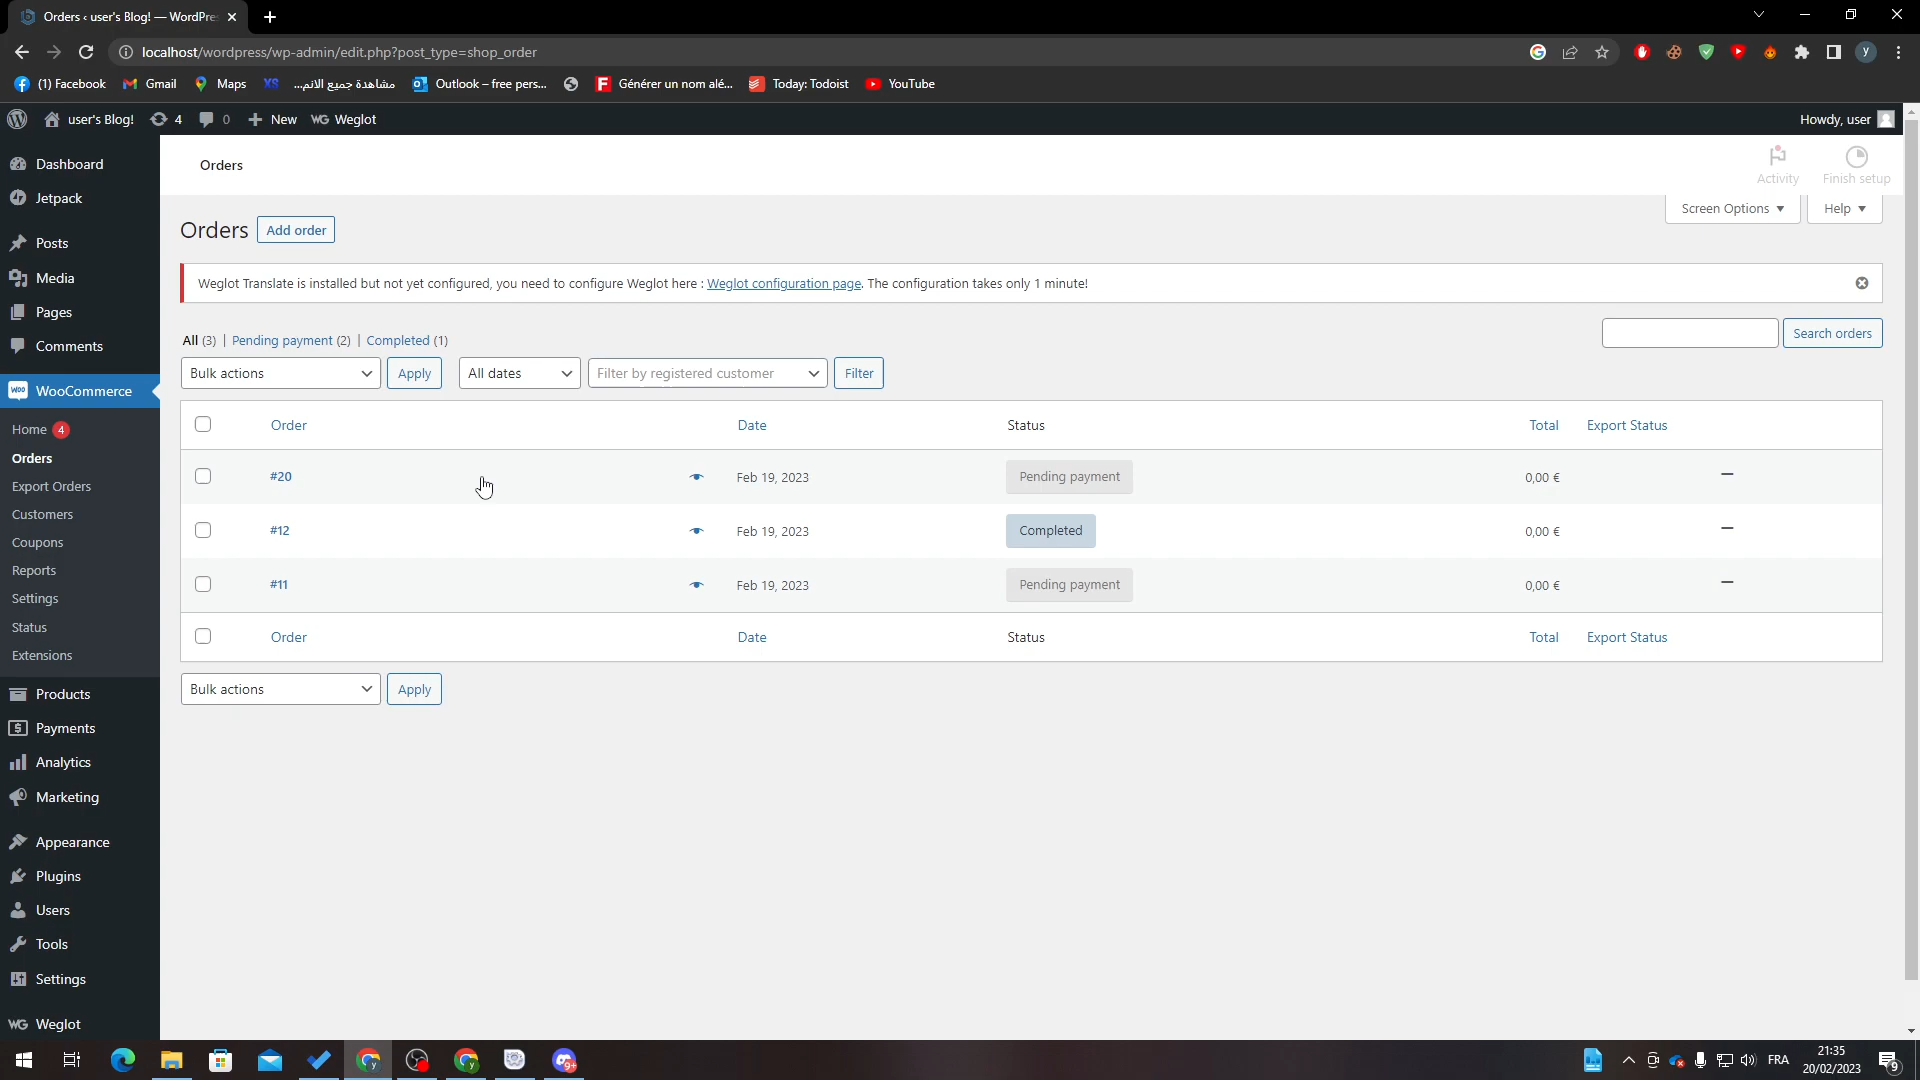 Orders ‹ user's Blog! — WordPre
localhost/wordpress/wp-admin/edit.php?post_type=shop_order
y
(1) Facebook
Gmail
Maps
XS
مشاهدة جميع الانم...
Outlook – free pers...
Générer un nom alé...
Today: Todoist
YouTube
user's Blog!
4
0
New
WG Weglot
Howdy, user
Dashboard
Jetpack
Posts
Media
Pages
Comments
WooCommerce
Home 4
Orders
Export Orders
Customers
Coupons
Reports
Settings
Status
Extensions
Products
Payments
Analytics
Marketing
Appearance
Plugins
Users
Tools
Settings
WG Weglot
Orders
Activity
Finish setup
Screen Options
Help
Orders
Add order
Weglot Translate is installed but not yet configured, you need to configure Weglot here : Weglot configuration page. The configuration takes only 1 minute!
All (3) | Pending payment (2) | Completed (1)
Search orders
Bulk actions
Apply
All dates
Filter by registered customer
Filter
Order Date Status Total Export Status
#20 Feb 19, 2023 Pending payment 0,00 € –
#12 Feb 19, 2023 Completed 0,00 € –
#11 Feb 19, 2023 Pending payment 0,00 € –
Order Date Status Total Export Status
Bulk actions
Apply
9+
FRA
21:35
20/02/2023
9